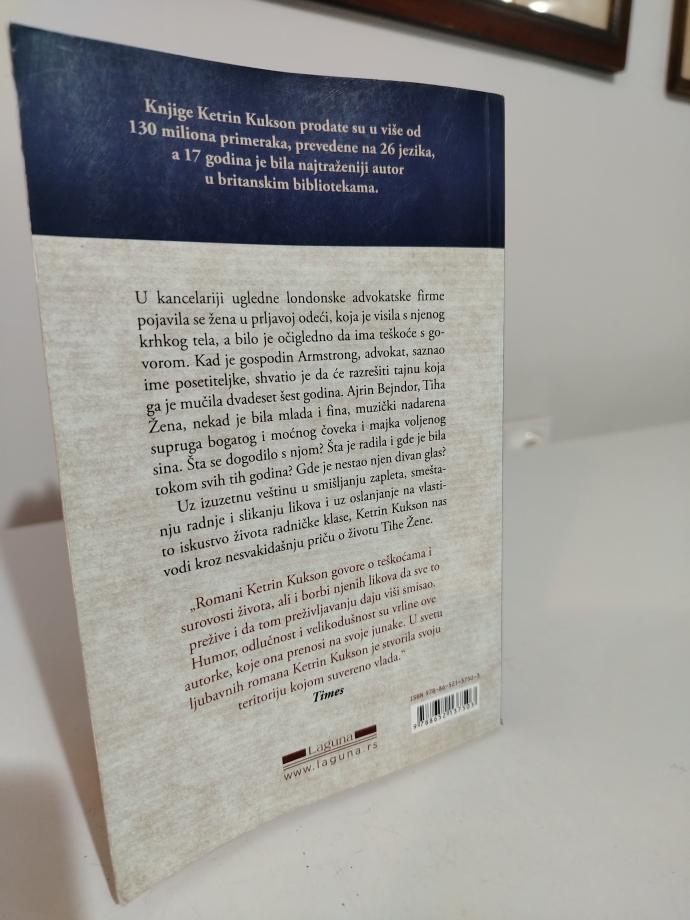 Knjige Ketrin Kukson prodate su u više od
130 miliona primeraka, prevedene na 26 jezika,
a 17 godina je bila najtraženiji autor
u britanskim bibliotekama.
U kancelariji ugledne londonske advokatske firme
pojavila se žena u prljavoj odeći, koja je visila s njenog
krhkog tela, a bilo je očigledno da ima teškoće s go-
vorom. Kad je gospodin Armstrong, advokat, saznao
ime posetiteljke, shvatio je da će razrešiti tajnu koja
ga je mučila dvadeset šest godina. Ajrin Bejndor, Tiha
Žena, nekad je bila mlada i fina, muzički nadarena
supruga bogatog i moćnog čoveka i majka voljenog
sina. Šta se dogodilo s njom? Šta je radila i gde je bila
tokom svih tih godina? Gde je nestao njen divan glas?
Uz izuzetnu veštinu u smišljanju zapleta, smešta-
nju radnje i slikanju likova i uz oslanjanje na vlasti-
to iskustvo života radničke klase, Ketrin Kukson nas
vodi kroz nesvakidašnju priču o životu Tihe Žene.
„Romani Ketrin Kukson govore o teškoćama i
surovosti života, ali i borbi njenih likova da sve to
prežive i da tom preživljavanju daju viši smisao.
Humor, odlučnost i velikodušnost su vrline ove
autorke, koje ona prenosi na svoje junake. U svetu
ljubavnih romana Ketrin Kukson je stvorila svoju
teritoriju kojom suvereno vlada.“
Times
ISBN 978-86-521-3750-3
9788652137503
Laguna
www.laguna.rs